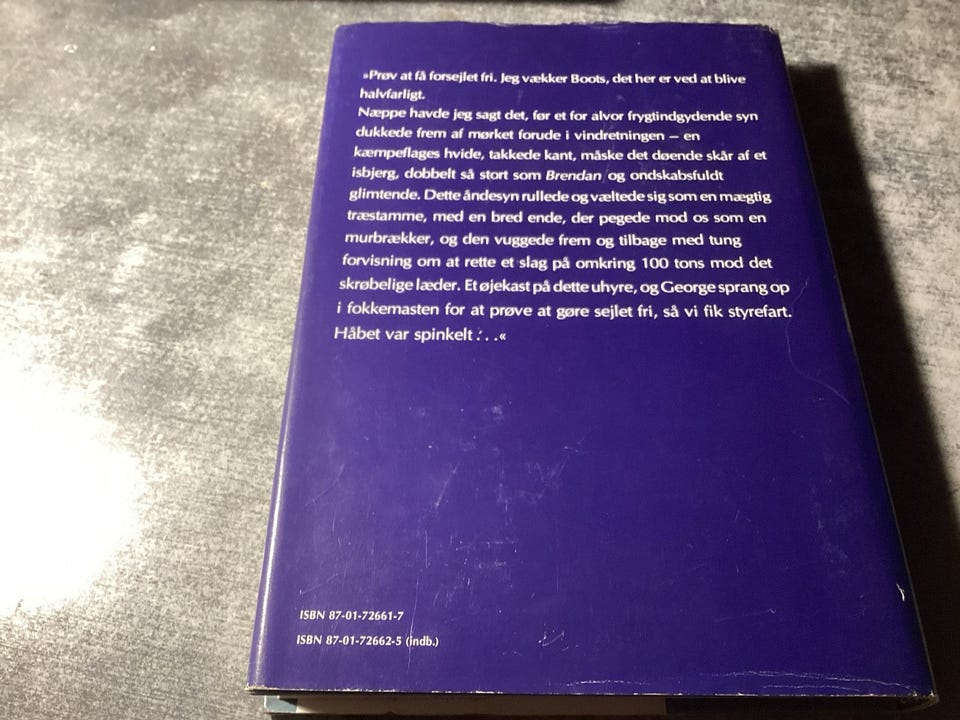 »Prøv at få forsejlet fri. Jeg vækker Boots, det her er ved at blive
halvfarligt.
Næppe havde jeg sagt det, før et for alvor frygtindgydende syn
dukkede frem af mørket forude i vindretningen – en
kæmpeflages hvide, takkede kant, måske det døende skår af et
isbjerg, dobbelt så stort som Brendan og ondskabsfuldt
glimtende. Dette åndesyn rullede og væltede sig som en mægtig
træstamme, med en bred ende, der pegede mod os som en
murbrækker, og den vuggede frem og tilbage med tung
forvisning om at rette et slag på omkring 100 tons mod det
skrøbelige læder. Et øjekast på dette uhyre, og George sprang op
i fokkemasten for at prøve at gøre sejlet fri, så vi fik styrefart.
Håbet var spinkelt . . .«
ISBN 87-01-72661-7
ISBN 87-01-72662-5 (indb.)